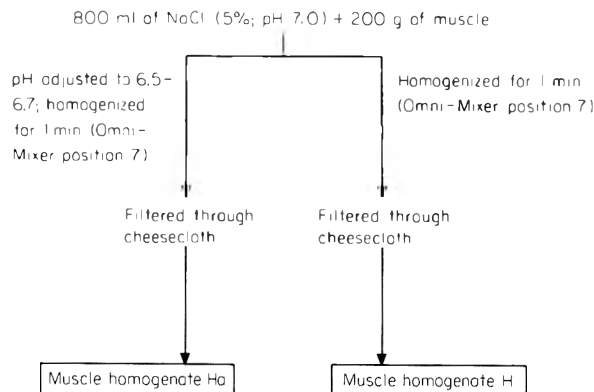 800 ml of NaCl (5%; pH 7.0) + 200 g of muscle
pH adjusted to 6.5-
6.7; homogenized
for 1 min (Omni-
Mixer position 7)
Homogenized for 1 min
(Omni-Mixer position 7)
Filtered through
cheesecloth
Filtered through
cheesecloth
Muscle homogenate Ha
Muscle homogenate H